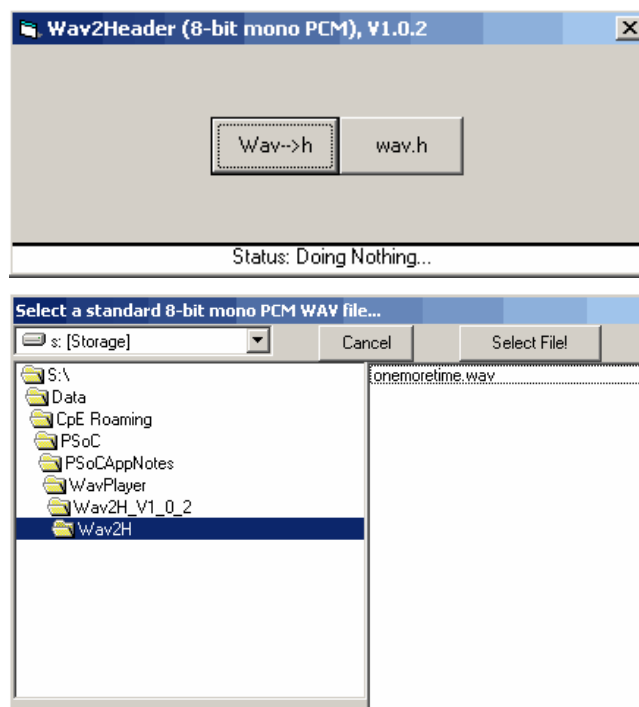 Wav2Header (8-bit mono PCM), V1.0.2
Wav-->h wav.h
Status: Doing Nothing...
Select a standard 8-bit mono PCM WAV file...
s: [Storage] Cancel Select File!
S:\ onemoretime.wav
Data
CpE Roaming
PSoC
PSoCAppNotes
WavPlayer
Wav2H_V1_0_2
Wav2H